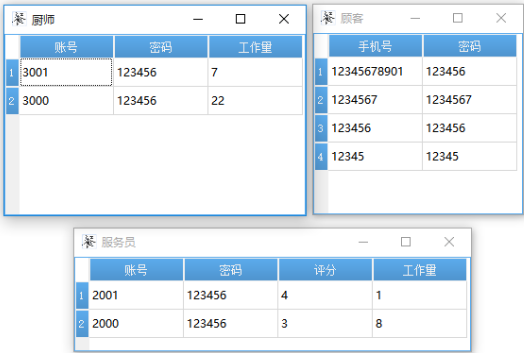 厨师
账号 密码 工作量
1 3001 123456 7
2 3000 123456 22
顾客
手机号 密码
1 12345678901 123456
2 1234567 1234567
3 123456 123456
4 12345 12345
服务员
账号 密码 评分 工作量
1 2001 123456 4 1
2 2000 123456 3 8